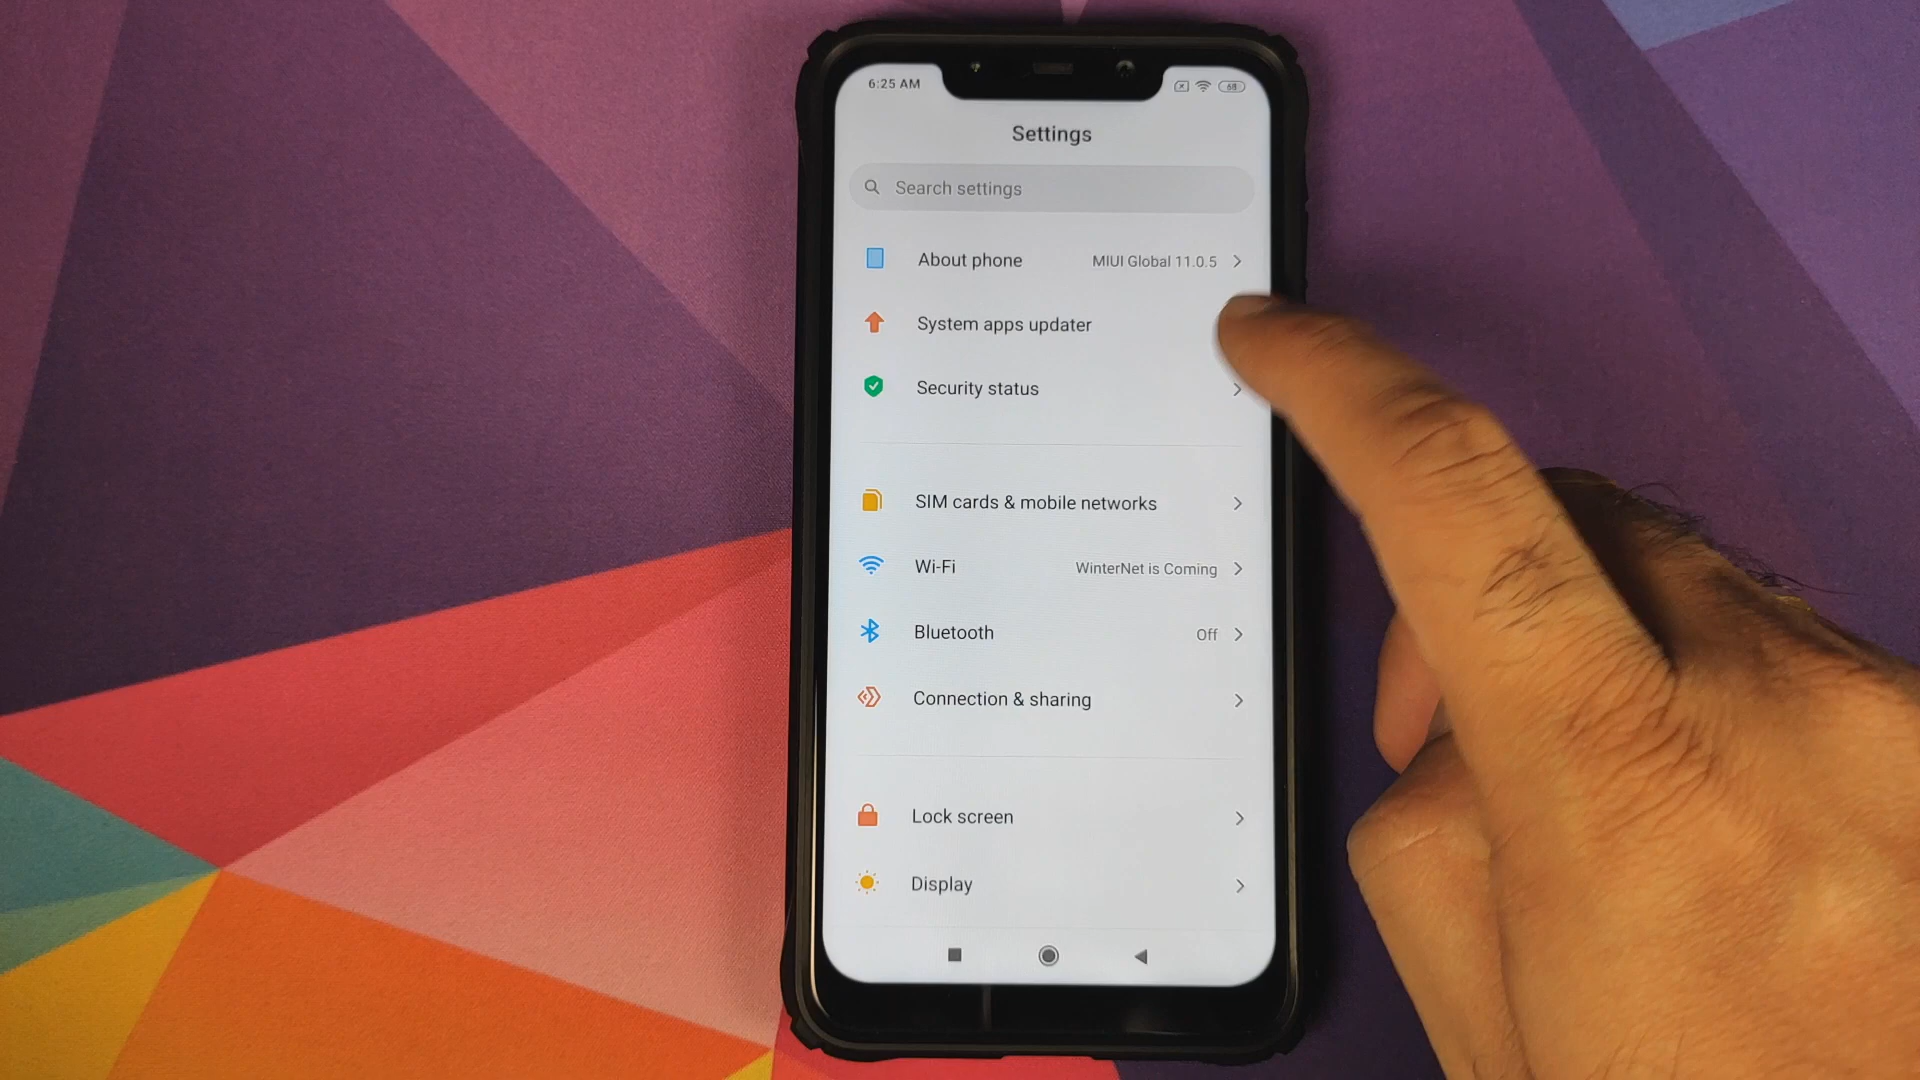 6:25 AM
68
Settings
Search settings
About phone MIUI Global 11.0.5
System apps updater
Security status
SIM cards & mobile networks
Wi-Fi WinterNet is Coming
Bluetooth Off
Connection & sharing
Lock screen
Display